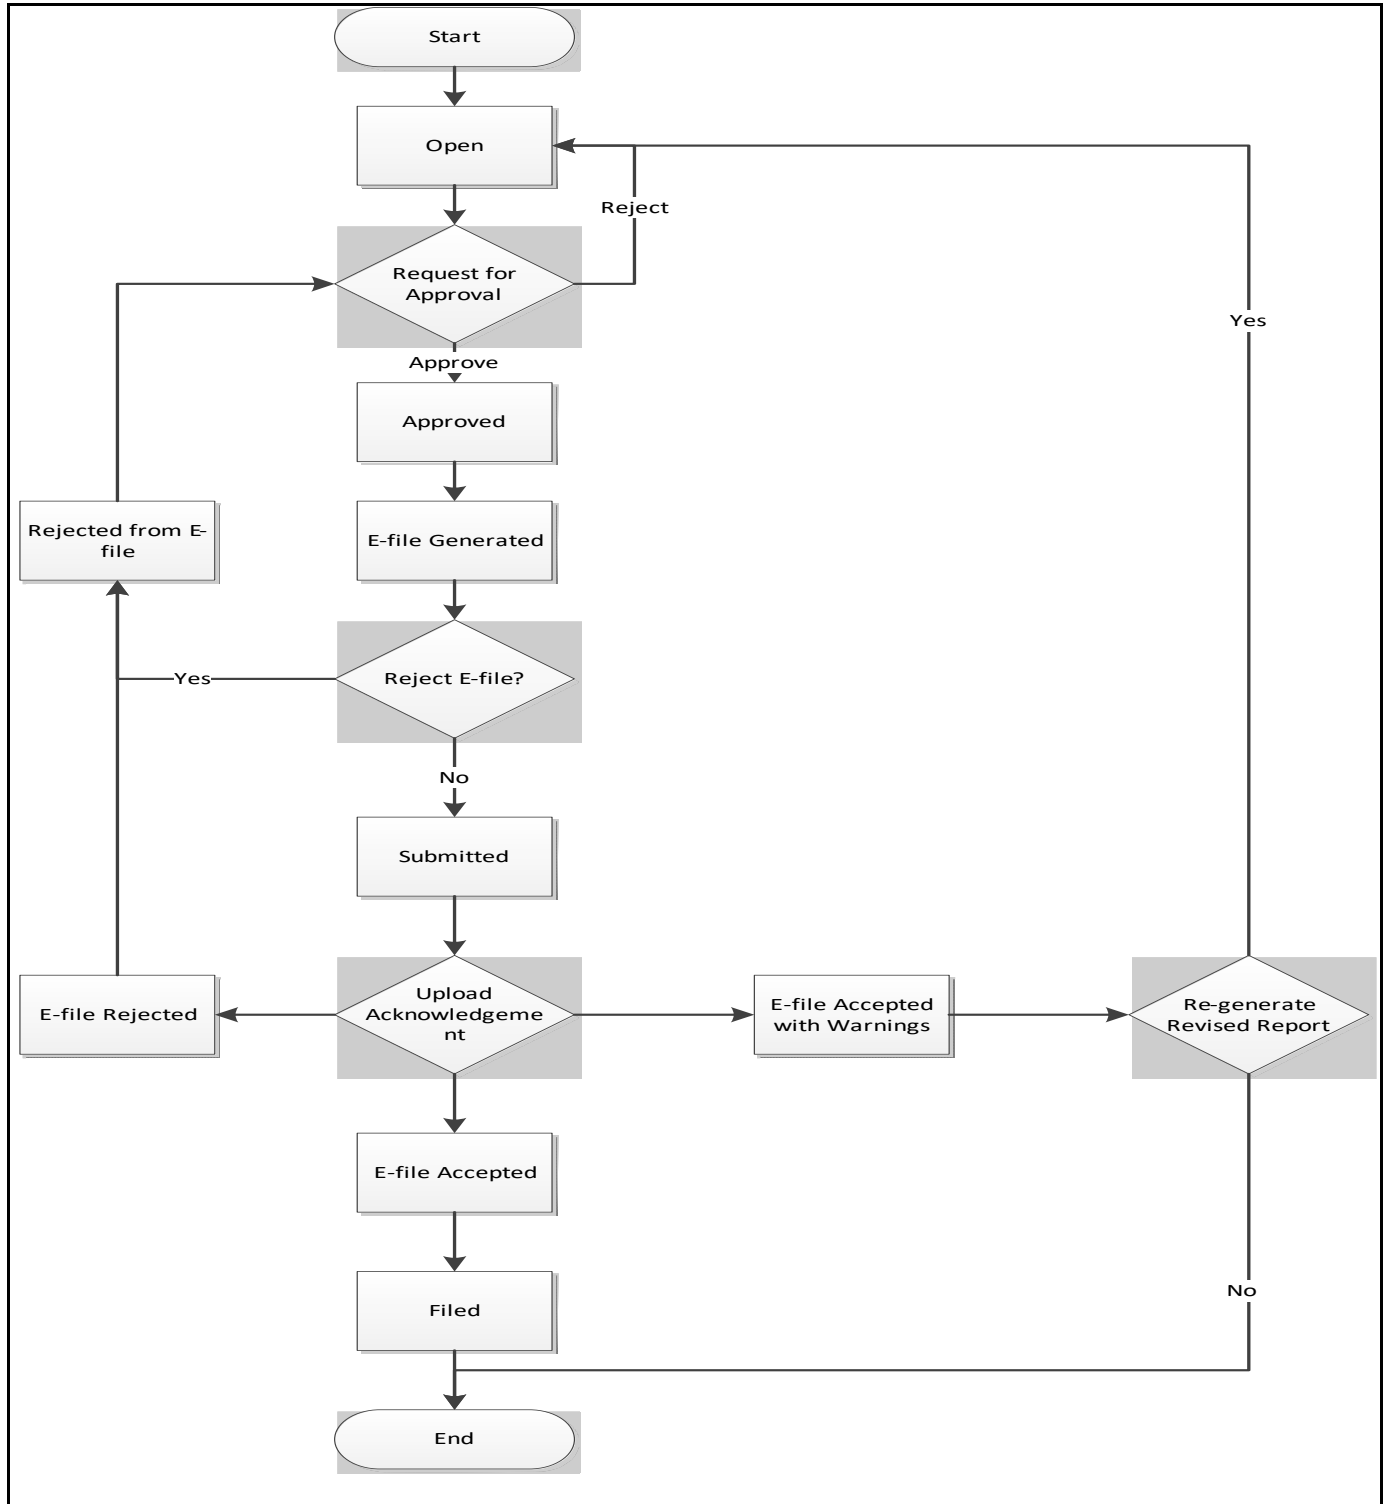 Start
Open
Reject
Request for
Approval
Yes
Approve
Approved
Rejected from E-
file
E-file Generated
Yes
Reject E-file?
No
Submitted
E-file Rejected
Upload
Acknowledgeme
nt
E-file Accepted
with Warnings
Re-generate
Revised Report
E-file Accepted
No
Filed
End